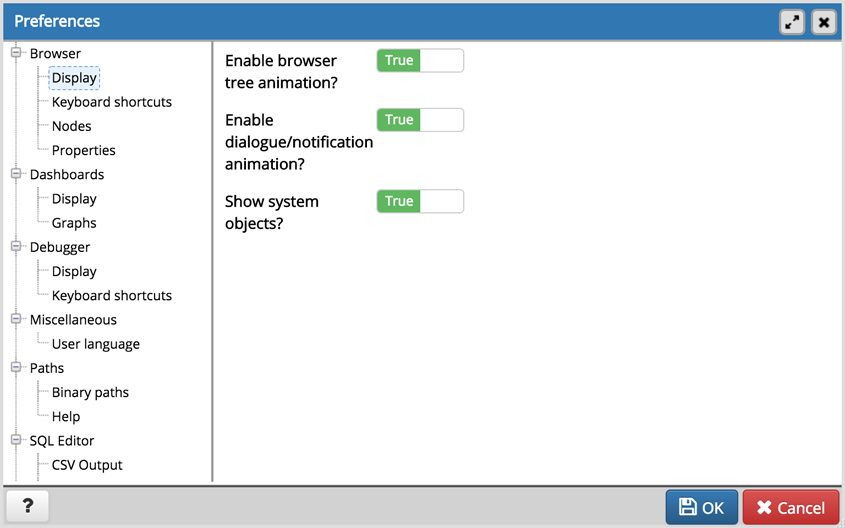 Preferences
Browser
Display
Keyboard shortcuts
Nodes
Properties
Dashboards
Display
Graphs
Debugger
Display
Keyboard shortcuts
Miscellaneous
User language
Paths
Binary paths
Help
SQL Editor
CSV Output
Enable browser
tree animation?
True
Enable
dialogue/notification
animation?
True
Show system
objects?
True
?
OK
Cancel